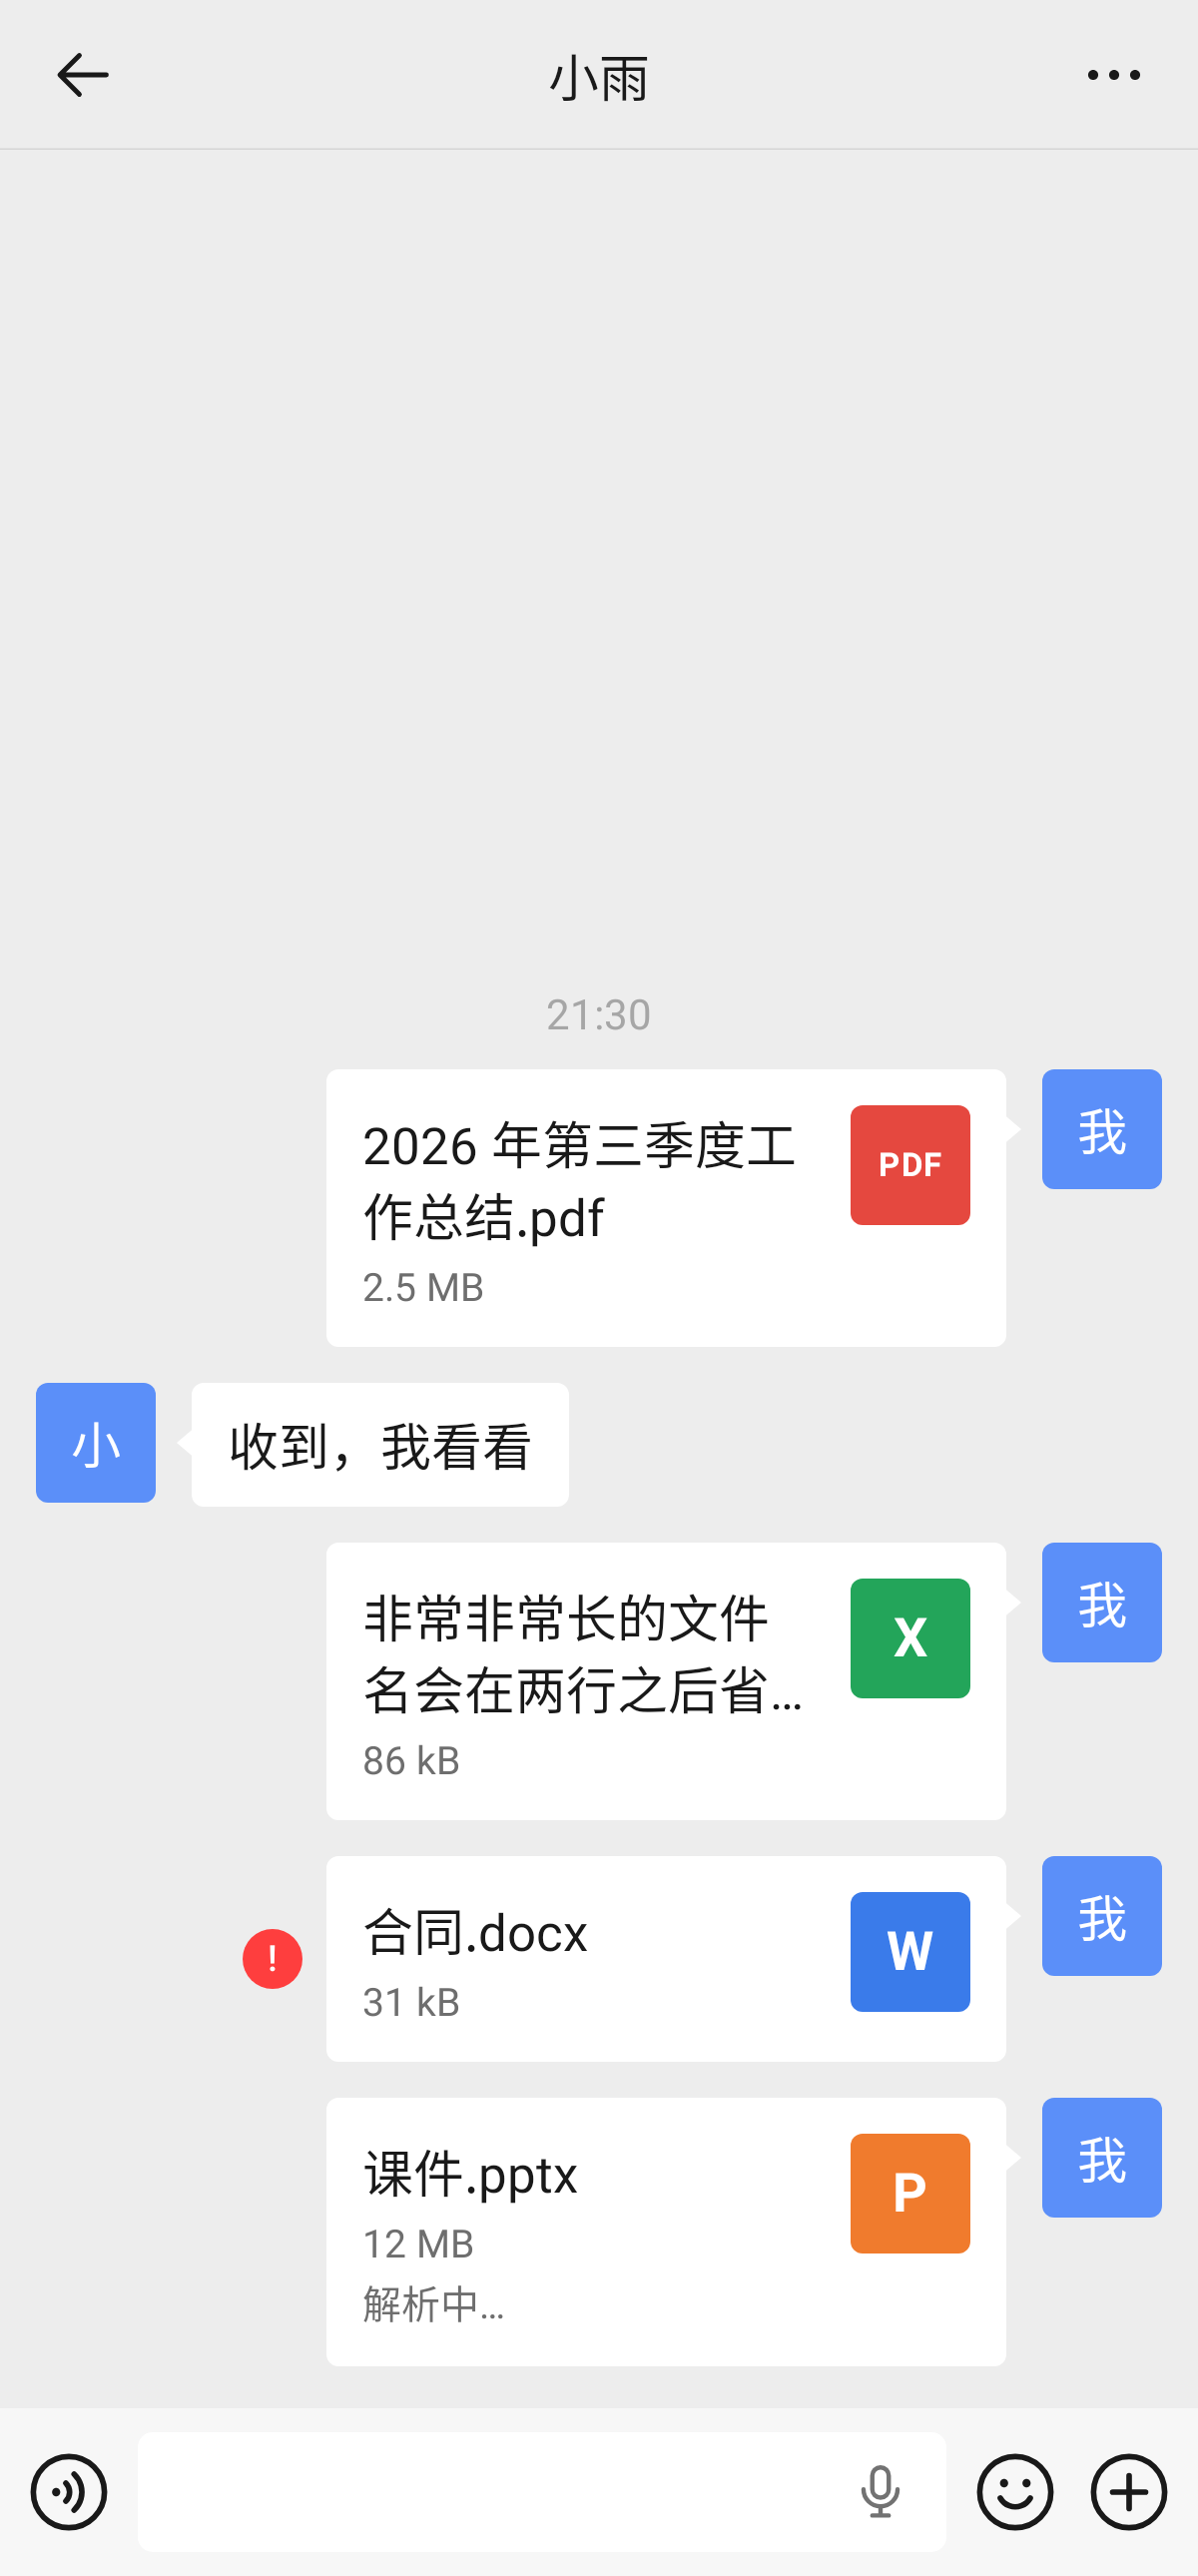 小雨
21:30
2026 年第三季度工
作总结.pdf
2.5 MB
PDF
我
小
收到，我看看
非常非常长的文件
名会在两行之后省…
86 kB
X
我
!
合同.docx
31 kB
W
我
课件.pptx
12 MB
解析中…
P
我